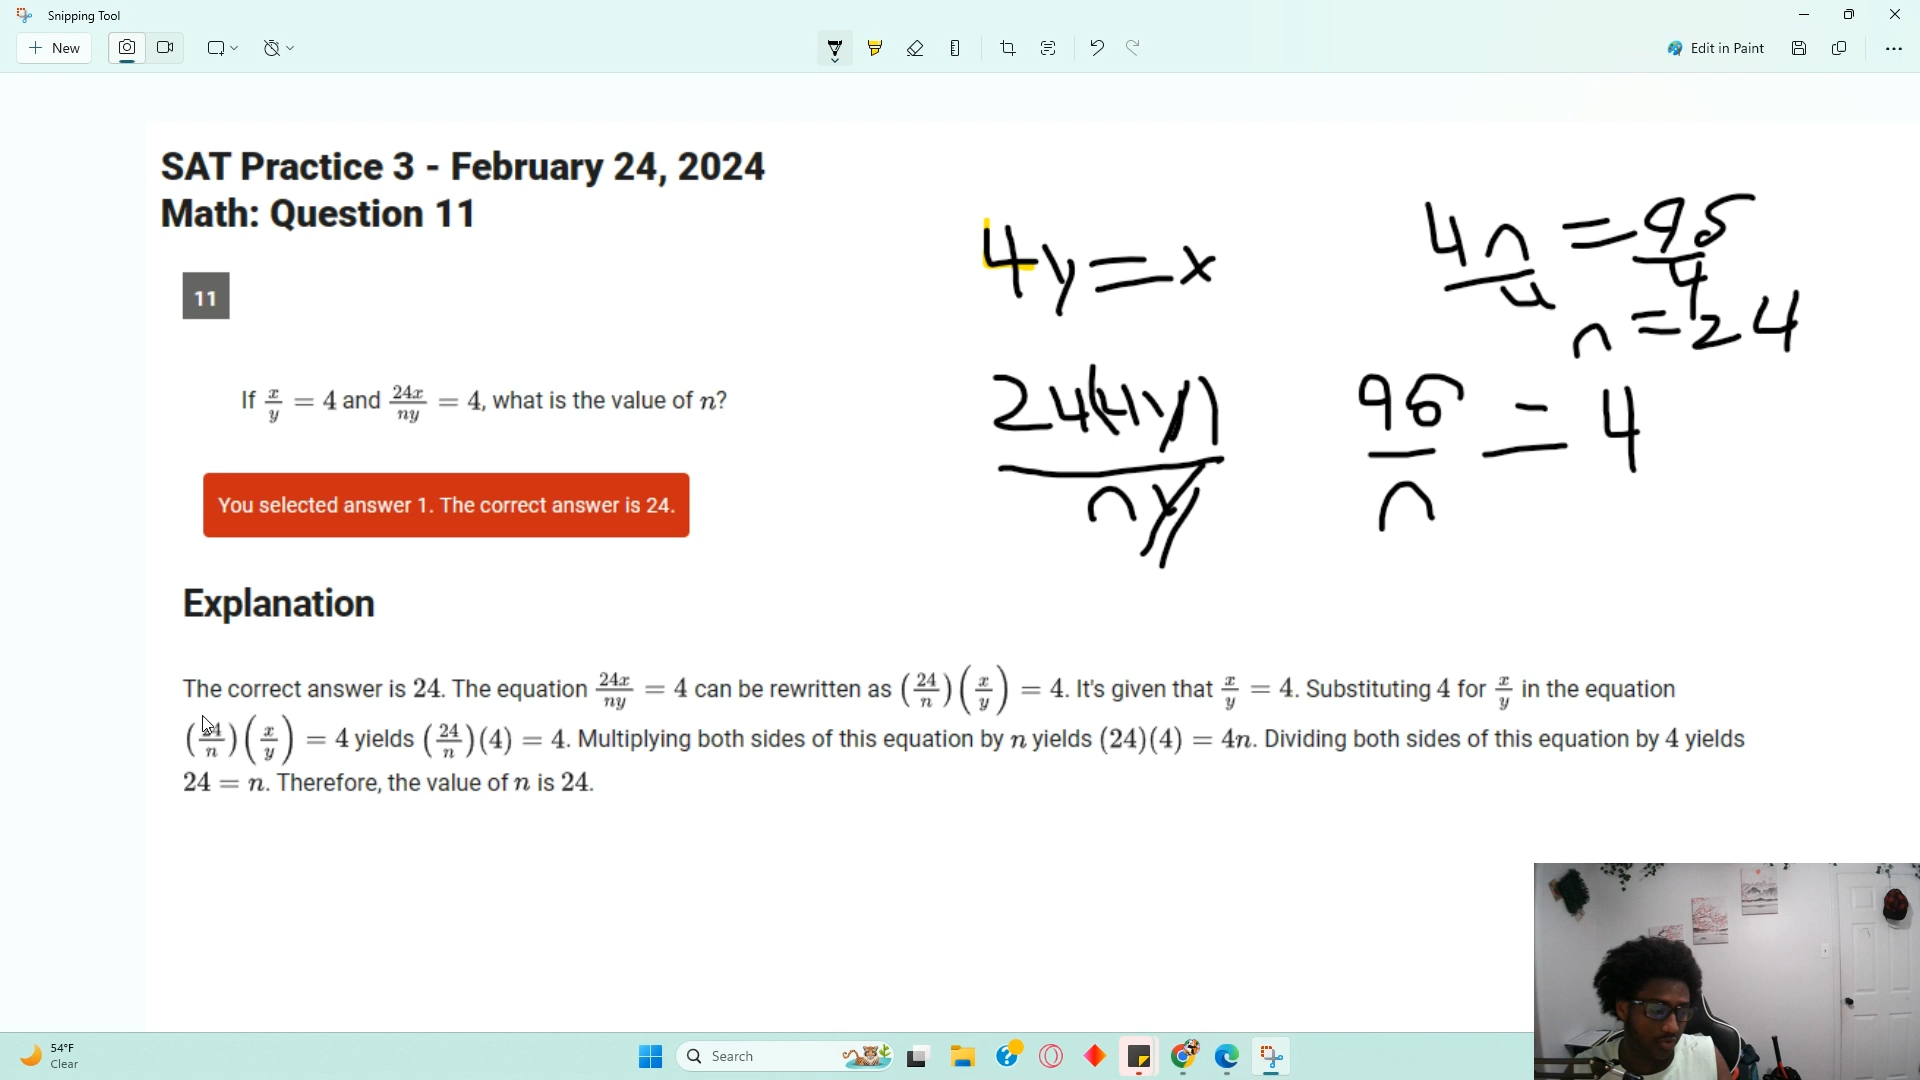 Snipping Tool
New
Edit in Paint
SAT Practice 3 - February 24, 2024
Math: Question 11
11
If x/y = 4 and 24x/ny = 4, what is the value of n?
You selected answer 1. The correct answer is 24.
4y = x
24(4y)
ny
4n = 96
4 4
n = 24
96/n = 4
Explanation
The correct answer is 24. The equation 24x/ny = 4 can be rewritten as (24/n)(x/y) = 4. It's given that x/y = 4. Substituting 4 for x/y in the equation
(24/n)(x/y) = 4 yields (24/n)(4) = 4. Multiplying both sides of this equation by n yields (24)(4) = 4n. Dividing both sides of this equation by 4 yields
24 = n. Therefore, the value of n is 24.
54°F
Clear
Search